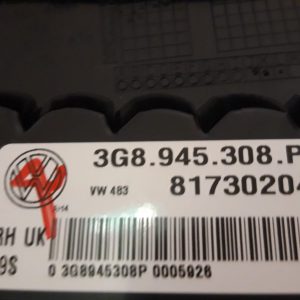 3G8.945.308.P
VW 483 81730204
RH UK
9S
0 3G8945308P 0005926